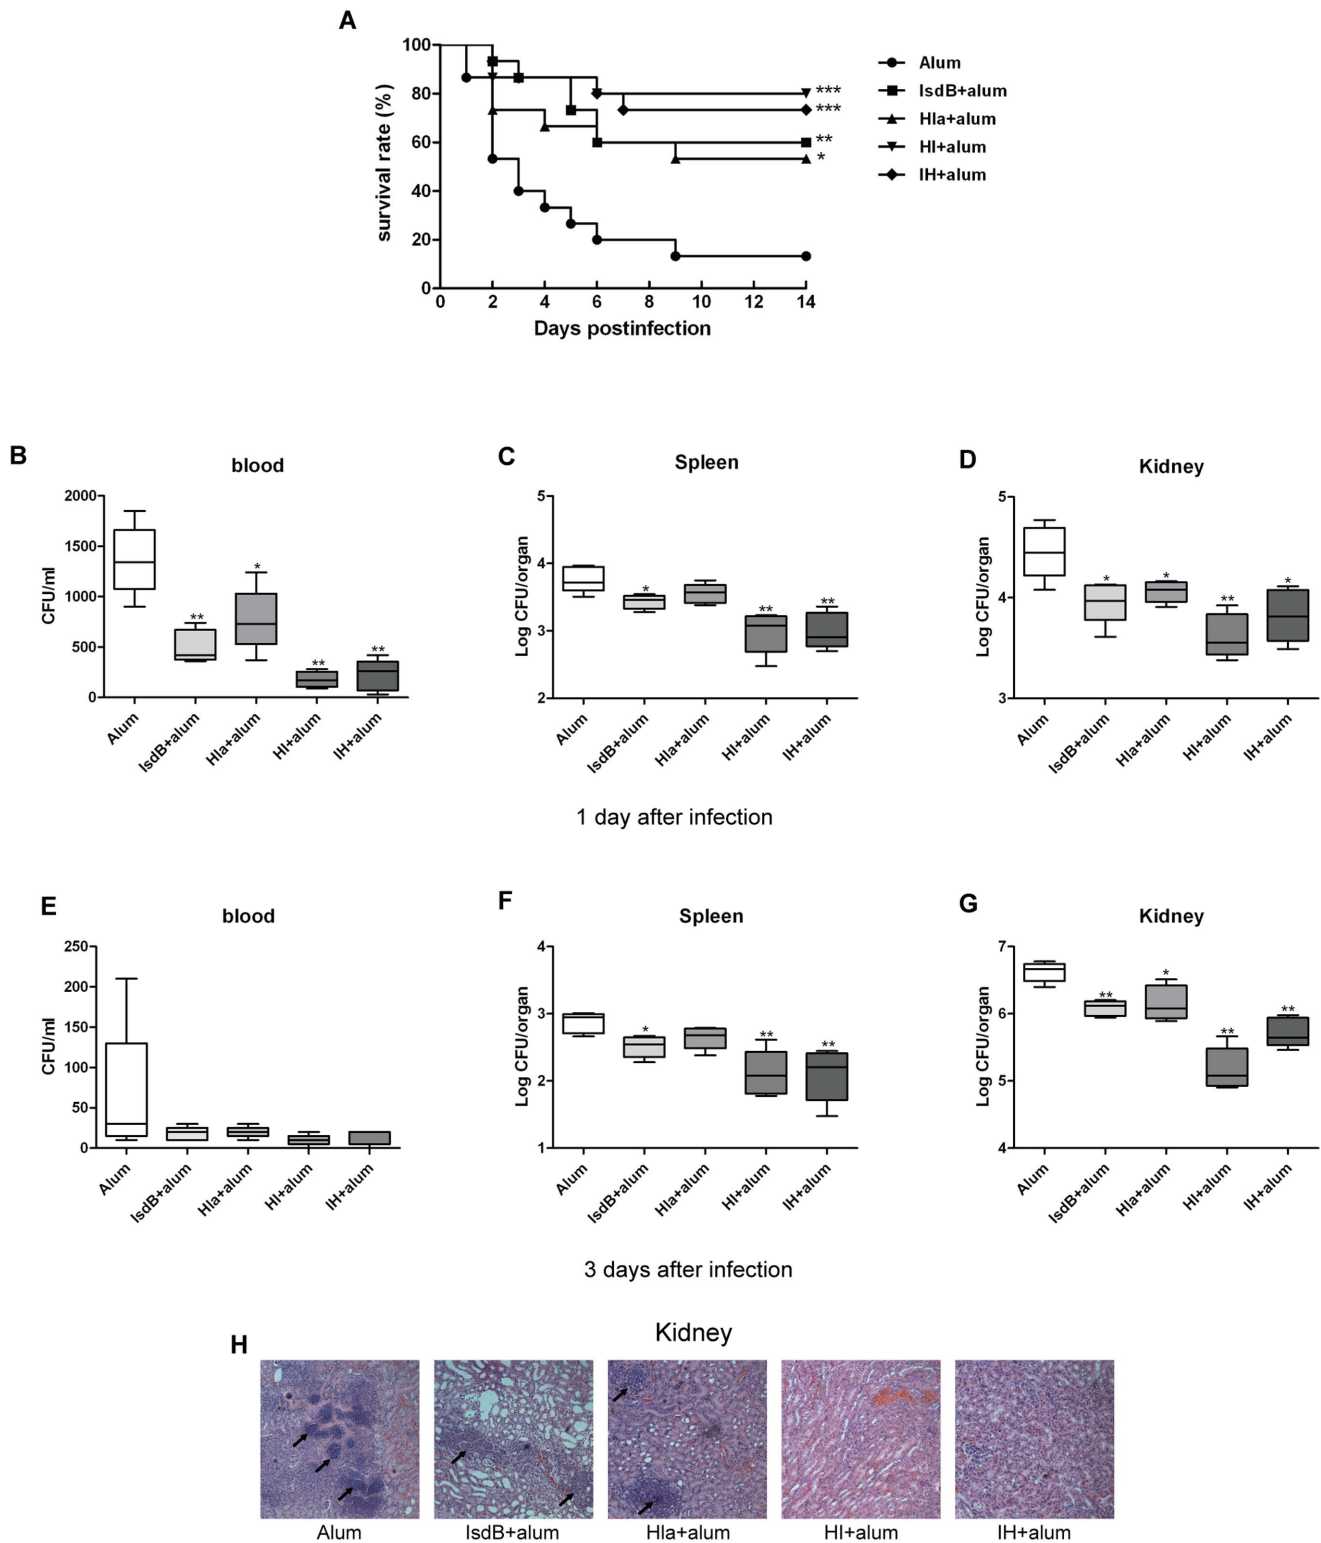 A
100
80
60
40
20
0
survival rate (%)
0 2 4 6 8 10 12 14
Days postinfection
***
***
**
*
Alum
IsdB+alum
Hla+alum
HI+alum
IH+alum
B
blood
2000
1500
1000
500
0
CFU/ml
** * ** **
Alum IsdB+alum Hla+alum HI+alum IH+alum
C
Spleen
5
4
3
2
Log CFU/organ
* ** **
Alum IsdB+alum Hla+alum HI+alum IH+alum
D
Kidney
5
4
3
Log CFU/organ
* * ** *
Alum IsdB+alum Hla+alum HI+alum IH+alum
1 day after infection
E
blood
250
200
150
100
50
0
CFU/ml
Alum IsdB+alum Hla+alum HI+alum IH+alum
F
Spleen
4
3
2
1
Log CFU/organ
* ** **
Alum IsdB+alum Hla+alum HI+alum IH+alum
G
Kidney
7
6
5
4
Log CFU/organ
** * ** **
Alum IsdB+alum Hla+alum HI+alum IH+alum
3 days after infection
H
Kidney
Alum IsdB+alum Hla+alum HI+alum IH+alum